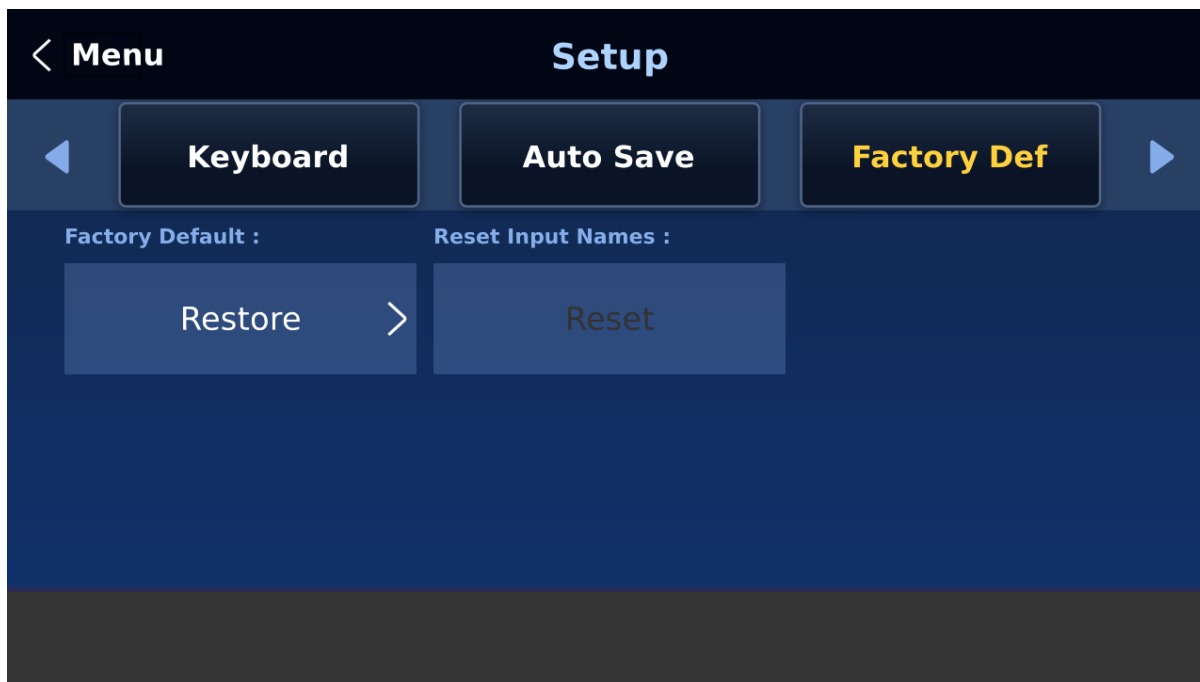 Menu
Setup
Keyboard
Auto Save
Factory Def
Factory Default :
Reset Input Names :
Restore
Reset